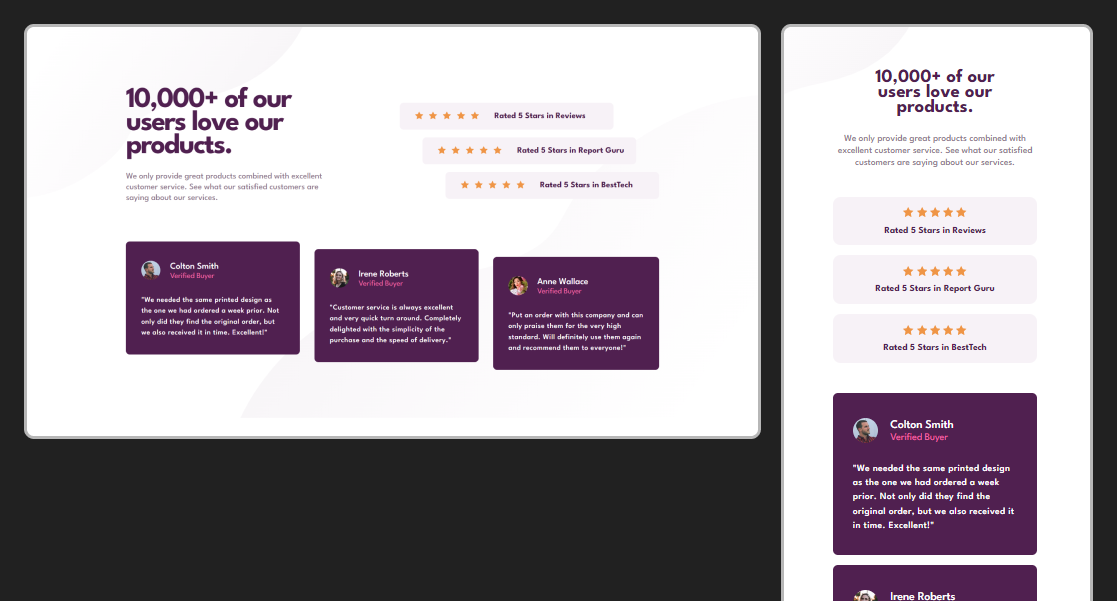 10,000+ of our
users love our
products.
We only provide great products combined with excellent
customer service. See what our satisfied customers are
saying about our services.
Rated 5 Stars in Reviews
Rated 5 Stars in Report Guru
Rated 5 Stars in BestTech
Colton Smith
Verified Buyer
"We needed the same printed design as
the one we had ordered a week prior. Not
only did they find the original order, but
we also received it in time. Excellent!"
Irene Roberts
Verified Buyer
"Customer service is always excellent
and very quick turn around. Completely
delighted with the simplicity of the
purchase and the speed of delivery."
Anne Wallace
Verified Buyer
"Put an order with this company and can
only praise them for the very high
standard. Will definitely use them again
and recommend them to everyone!"
10,000+ of our
users love our
products.
We only provide great products combined with
excellent customer service. See what our satisfied
customers are saying about our services.
Rated 5 Stars in Reviews
Rated 5 Stars in Report Guru
Rated 5 Stars in BestTech
Colton Smith
Verified Buyer
"We needed the same printed design
as the one we had ordered a week
prior. Not only did they find the
original order, but we also received it
in time. Excellent!"
Irene Roberts